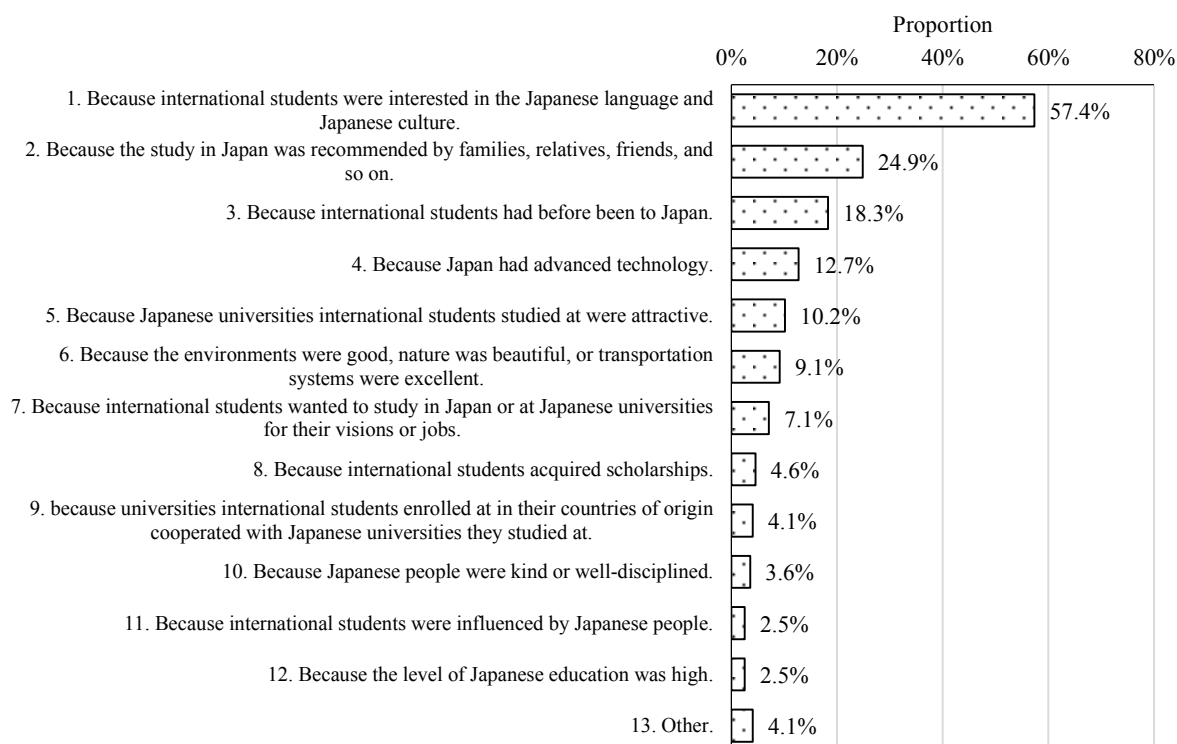 Proportion
0% 20% 40% 60% 80%
1. Because international students were interested in the Japanese language and
Japanese culture.
57.4%
2. Because the study in Japan was recommended by families, relatives, friends, and
so on.
24.9%
3. Because international students had before been to Japan.
18.3%
4. Because Japan had advanced technology.
12.7%
5. Because Japanese universities international students studied at were attractive.
10.2%
6. Because the environments were good, nature was beautiful, or transportation
systems were excellent.
9.1%
7. Because international students wanted to study in Japan or at Japanese universities
for their visions or jobs.
7.1%
8. Because international students acquired scholarships.
4.6%
9. because universities international students enrolled at in their countries of origin
cooperated with Japanese universities they studied at.
4.1%
10. Because Japanese people were kind or well-disciplined.
3.6%
11. Because international students were influenced by Japanese people.
2.5%
12. Because the level of Japanese education was high.
2.5%
13. Other.
4.1%